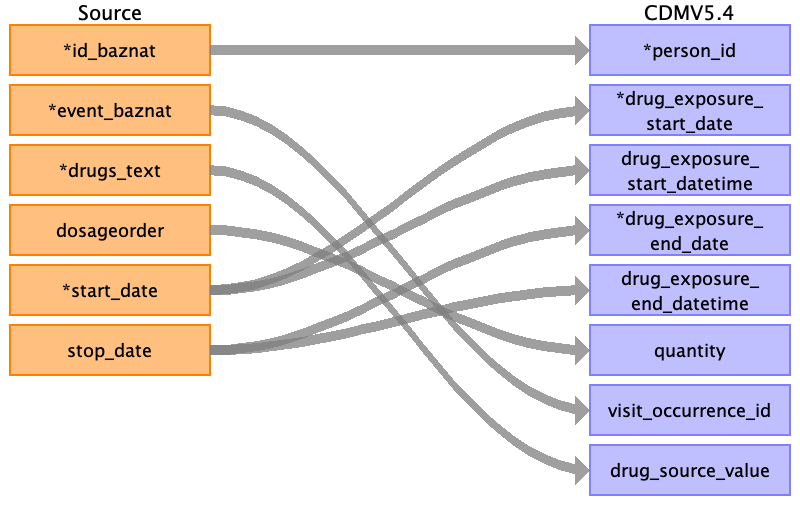 Source
CDMV5.4
*id_baznat
*person_id
*event_baznat
*drug_exposure_
start_date
*drugs_text
drug_exposure_
start_datetime
dosageorder
*drug_exposure_
end_date
*start_date
drug_exposure_
end_datetime
stop_date
quantity
visit_occurrence_id
drug_source_value